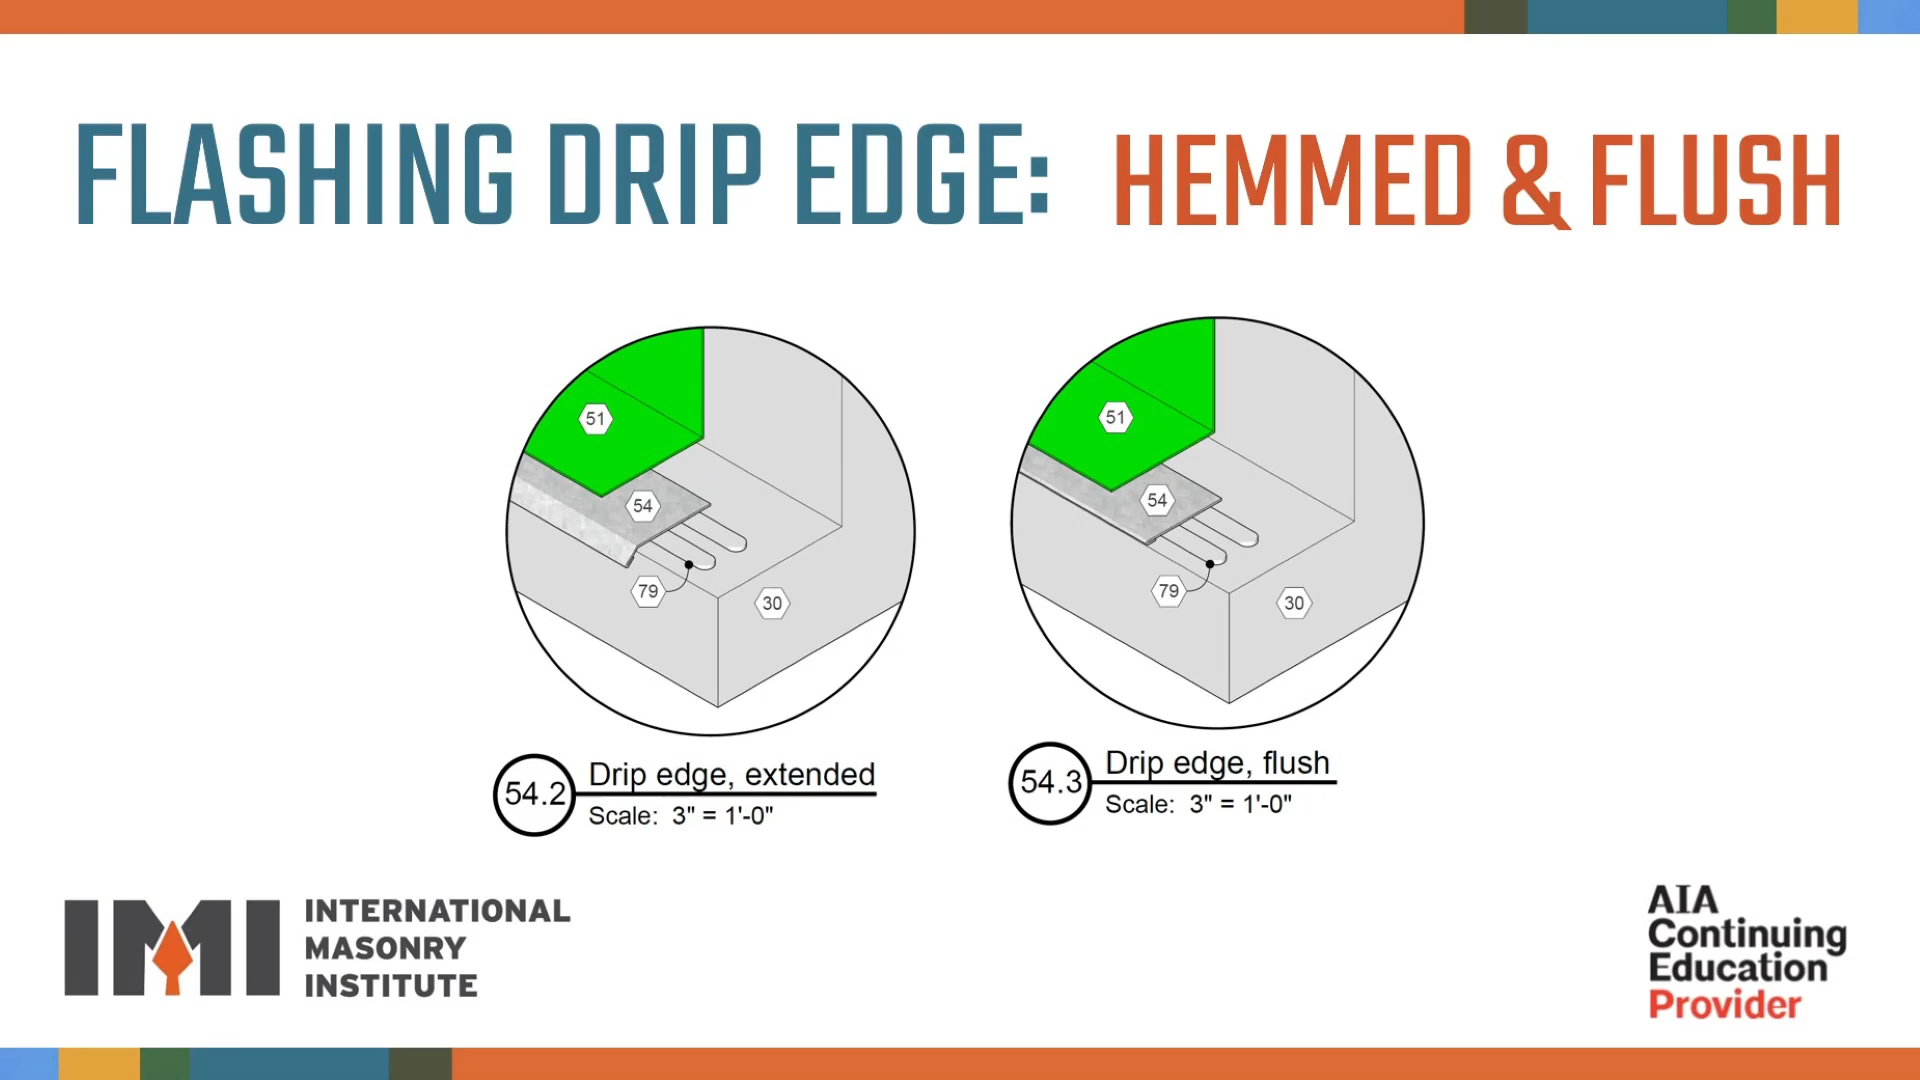 FLASHING DRIP EDGE: HEMMED & FLUSH
51
54
79
30
54.2 Drip edge, extended
Scale: 3" = 1'-0"
51
54
79
30
54.3 Drip edge, flush
Scale: 3" = 1'-0"
IMI
INTERNATIONAL
MASONRY
INSTITUTE
AIA
Continuing
Education
Provider